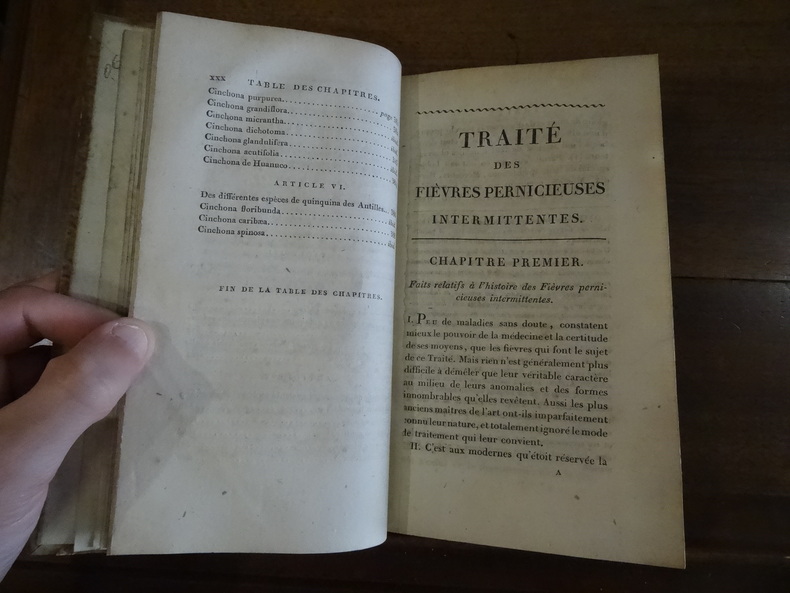 xxx TABLE DES CHAPITRES.
Cinchona purpurea........................page
Cinchona grandiflora
Cinchona micrantha
Cinchona dichotoma
Cinchona glandulifera
Cinchona acutifolia
Cinchona de Huannco
ARTICLE VI.
Des différentes espèces de quinquina des Antilles
Cinchona floribunda
Cinchona caribæa
Cinchona spinosa
FIN DE LA TABLE DES CHAPITRES.
TRAITÉ
DES
FIÈVRES PERNICIEUSES
INTERMITTENTES.
CHAPITRE PREMIER.
Faits relatifs à l'histoire des Fièvres perni-
cieuses intermittentes.
I. PEU de maladies sans doute, constatent
mieux le pouvoir de la médecine et la certitude
de ses moyens, que les fièvres qui font le sujet
de ce Traité. Mais rien n'est généralement plus
difficile à démêler que leur véritable caractère
au milieu de leurs anomalies et des formes
innombrables qu'elles revêtent. Aussi les plus
anciens maîtres de l'art ont-ils imparfaitement
connu leur nature, et totalement ignoré le mode
de traitement qui leur convient.
II. C'est aux modernes qu'étoit réservée la
A